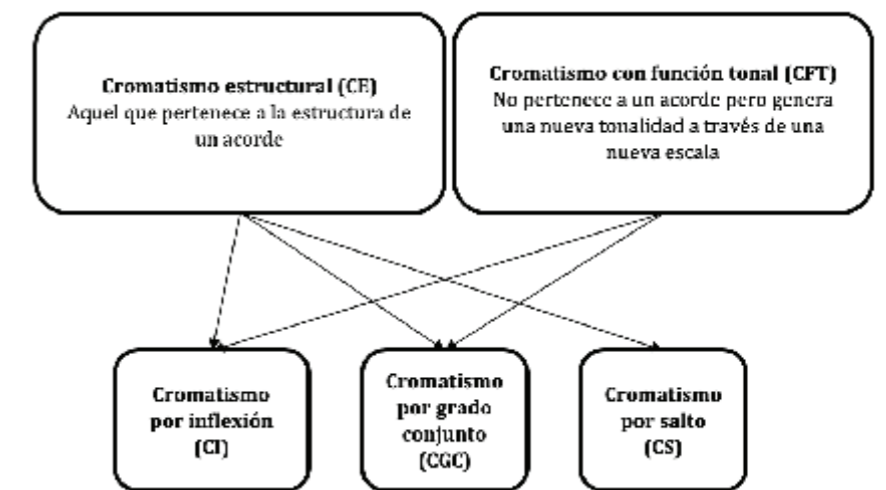 Cromatismo estructural (CE)
Aquel que pertenece a la estructura de
un acorde
Cromatismo con función tonal (CFT)
No pertenece a un acorde pero genera
una nueva tonalidad a través de una
nueva escala
Cromatismo
por inflexión
(CI)
Cromatismo
por grado
conjunto
(CGC)
Cromatismo
por salto
(CS)